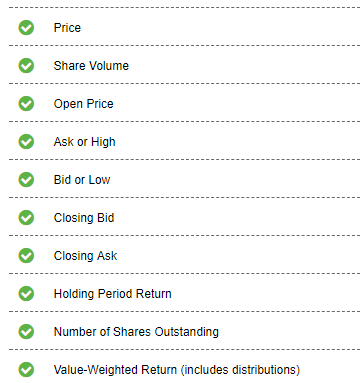 Price
Share Volume
Open Price
Ask or High
Bid or Low
Closing Bid
Closing Ask
Holding Period Return
Number of Shares Outstanding
Value-Weighted Return (includes distributions)